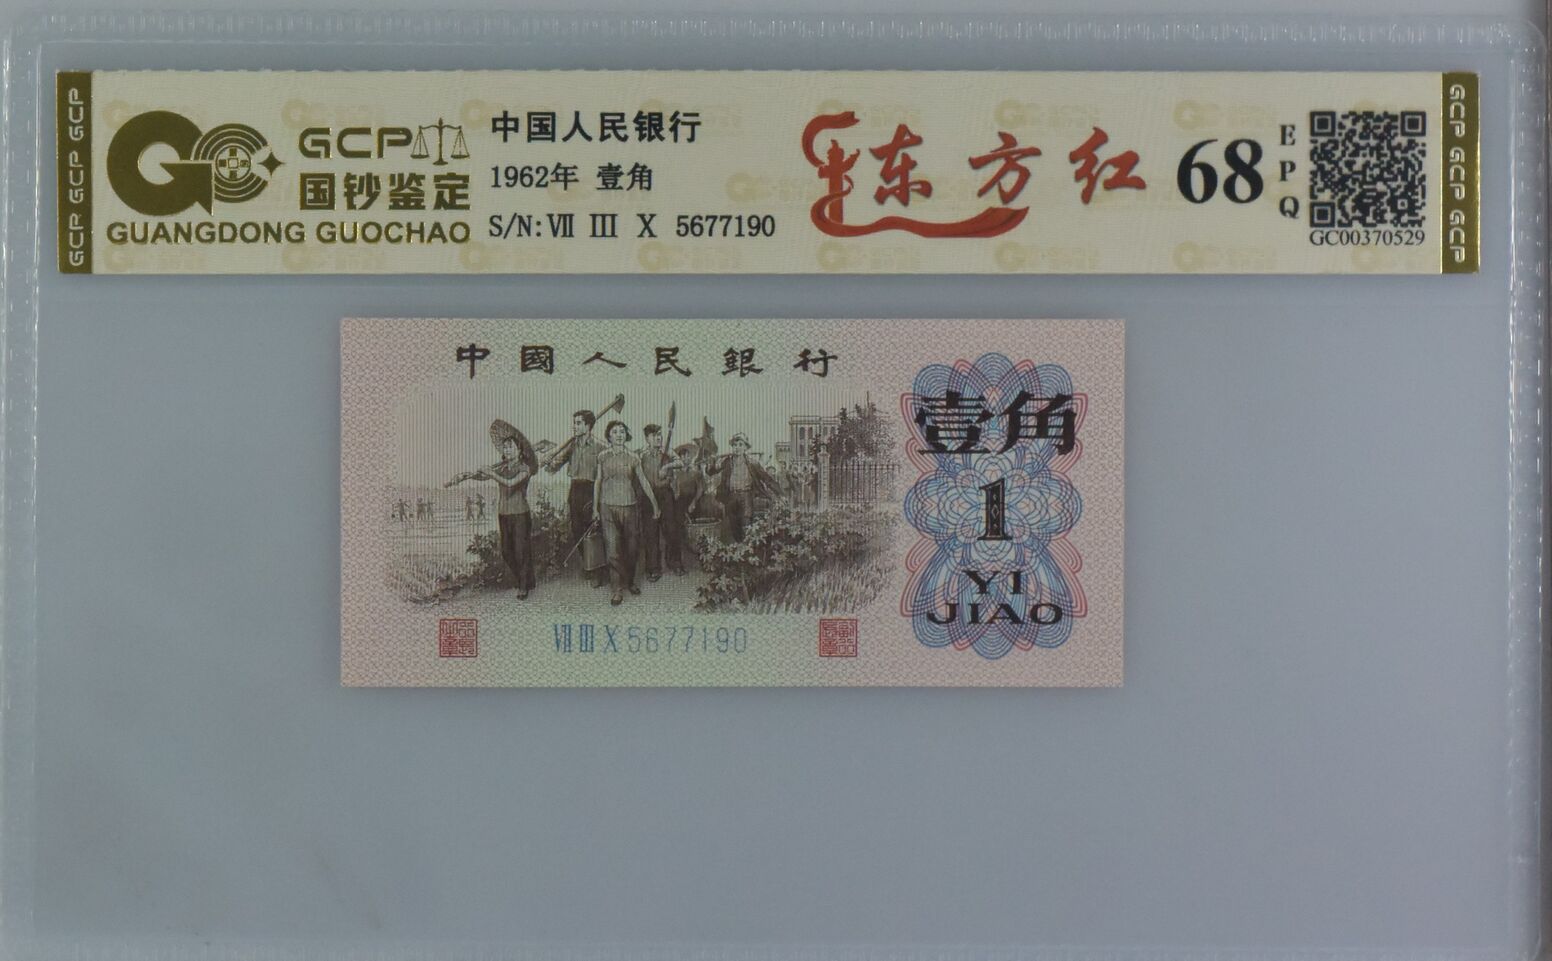 GCP GCP GCP
GCP
国钞鉴定
GUANGDONG GUOCHAO
中国人民银行
1962年 壹角
S/N: Ⅶ Ⅲ Ⅹ 5677190
东方红
68
EPQ
GC00370529
GCP GCP GCP
中國人民銀行
壹角
1
YI
JIAO
ⅦⅢⅩ5677190